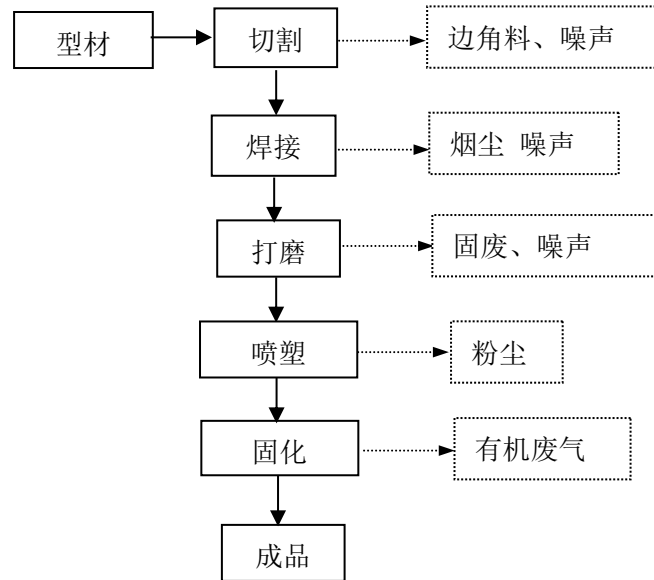 型材
切割
边角料、噪声
焊接
烟尘 噪声
打磨
固废、噪声
喷塑
粉尘
固化
有机废气
成品